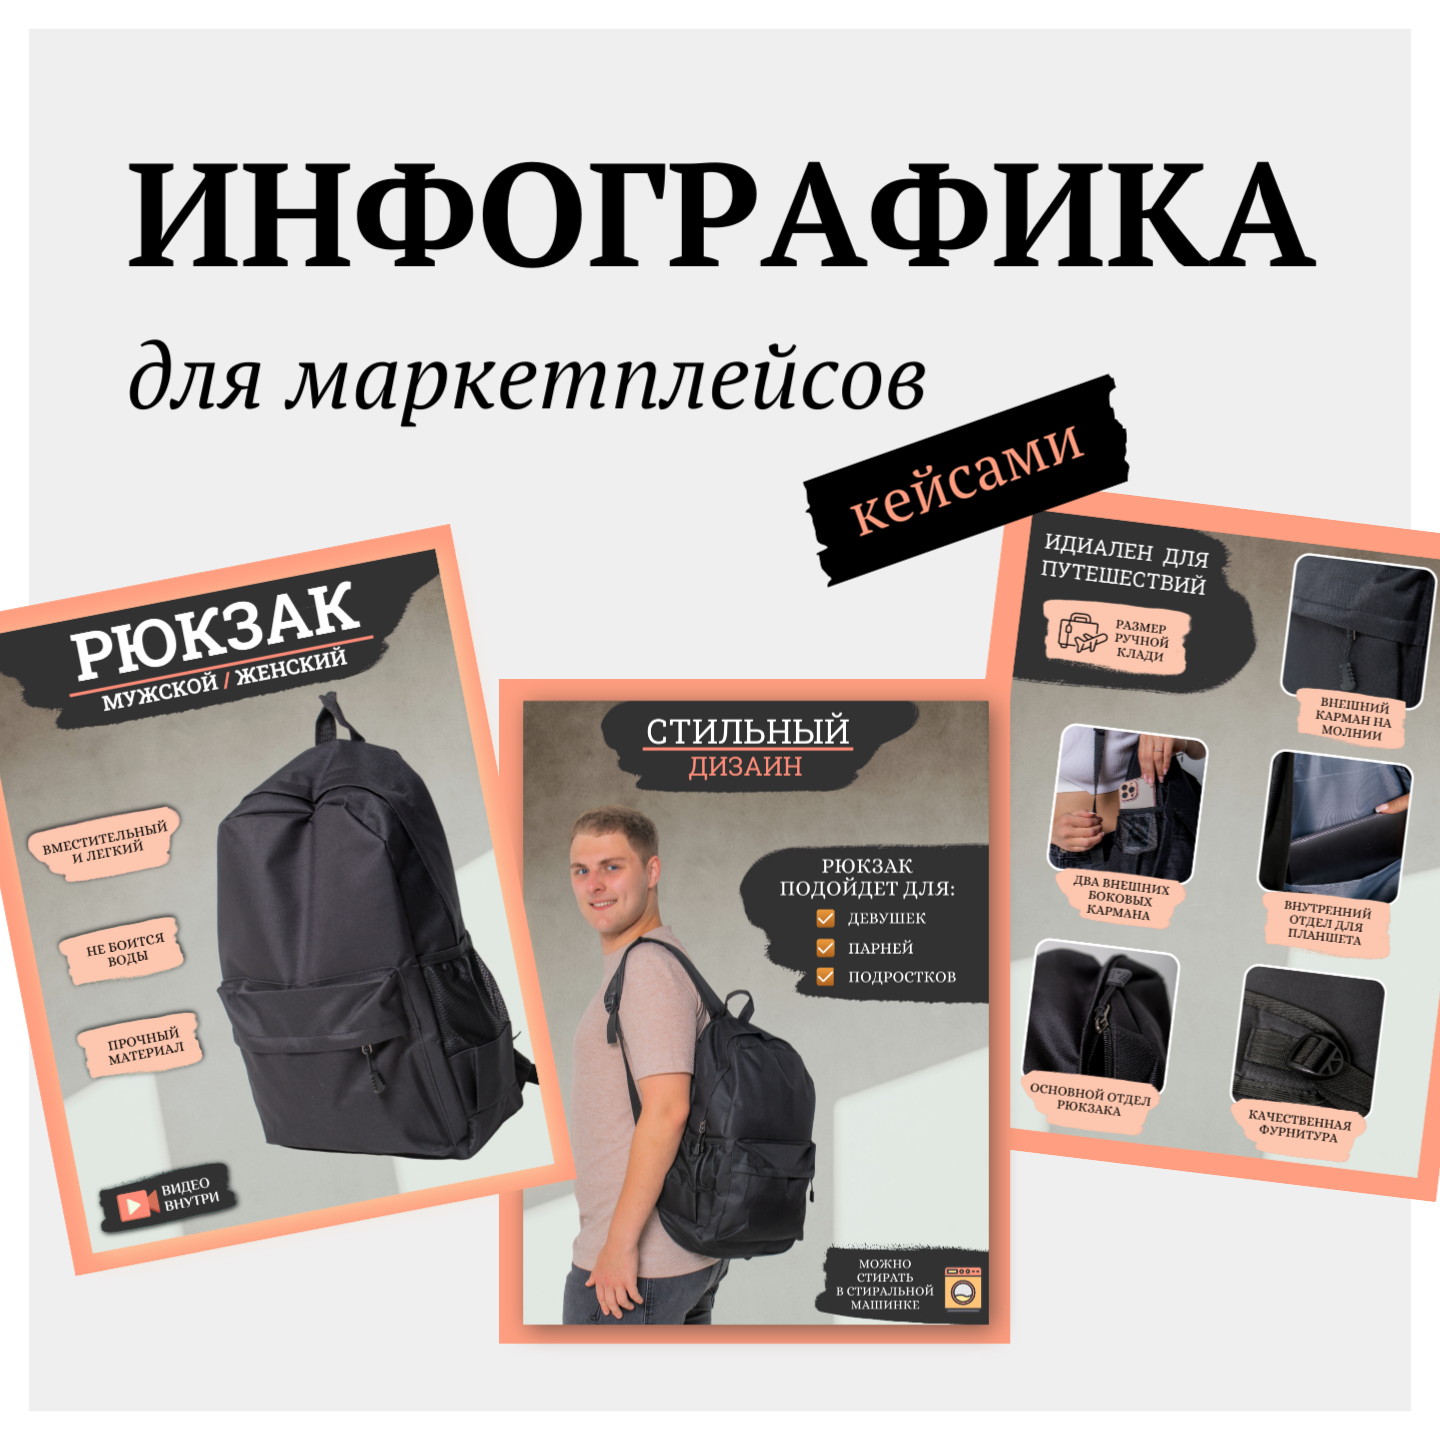 ИНФОГРАФИКА
для маркетплейсов
кейсами
РЮКЗАК
МУЖСКОЙ / ЖЕНСКИЙ
ВМЕСТИТЕЛЬНЫЙ
И ЛЕГКИЙ
НЕ БОИТСЯ
ВОДЫ
ПРОЧНЫЙ
МАТЕРИАЛ
ВИДЕО
ВНУТРИ
СТИЛЬНЫЙ
ДИЗАИН
РЮКЗАК
ПОДОЙДЕТ ДЛЯ:
ДЕВУШЕК
ПАРНЕЙ
ПОДРОСТКОВ
МОЖНО
СТИРАТЬ
В СТИРАЛЬНОЙ
МАШИНКЕ
ИДИАЛЕН ДЛЯ
ПУТЕШЕСТВИЙ
РАЗМЕР
РУЧНОЙ
КЛАДИ
ВНЕШНИЙ
КАРМАН НА
МОЛНИИ
ДВА ВНЕШНИХ
БОКОВЫХ
КАРМАНА
ВНУТРЕННИЙ
ОТДЕЛ ДЛЯ
ПЛАНШЕТА
ОСНОВНОЙ ОТДЕЛ
РЮКЗАКА
КАЧЕСТВЕННАЯ
ФУРНИТУРА